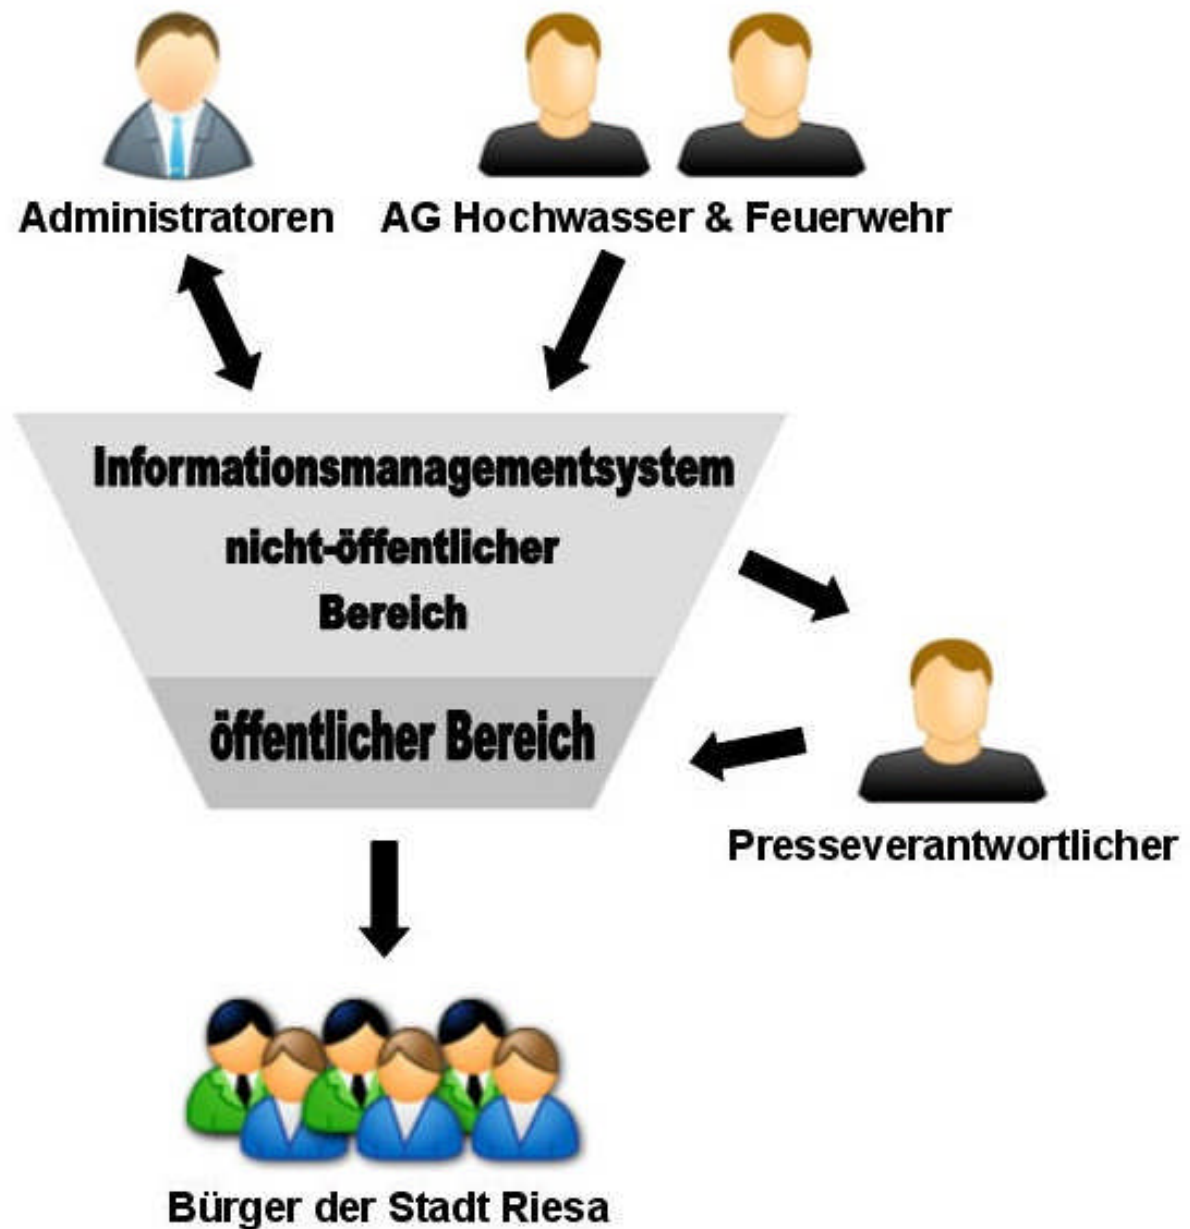 Administratoren
AG Hochwasser & Feuerwehr
Informationsmanagementsystem
nicht-öffentlicher
Bereich
öffentlicher Bereich
Presseverantwortlicher
Bürger der Stadt Riesa